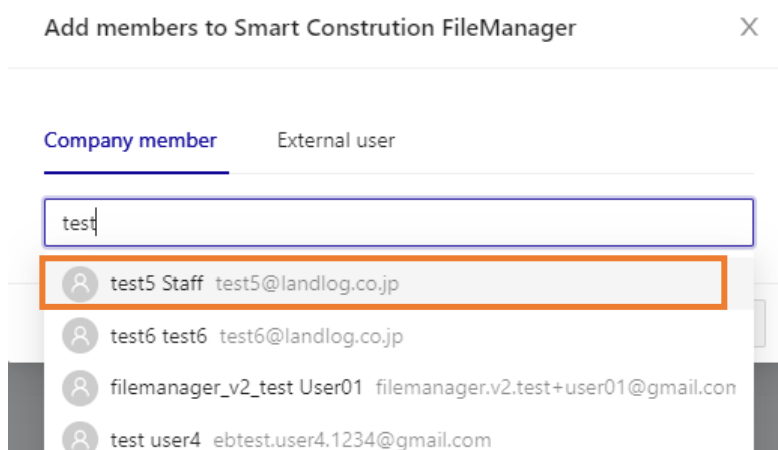 Add members to Smart Constrution FileManager
Company member External user
test
test5 Staff test5@landlog.co.jp
test6 test6 test6@landlog.co.jp
filemanager_v2_test User01 filemanager.v2.test+user01@gmail.com
test user4 ebtest.user4.1234@gmail.com